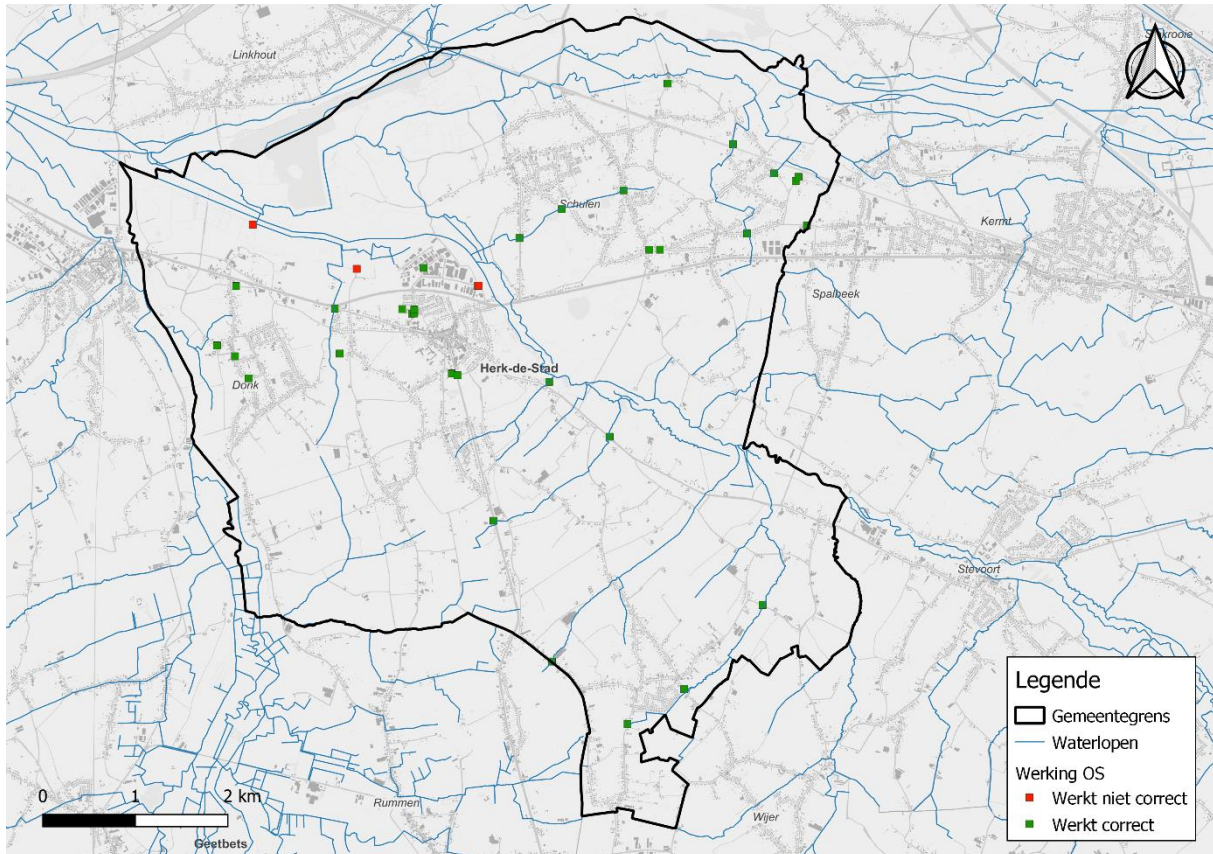 Linkhout
Schulen
Kermt
Spalbeek
Herk-de-Stad
Donk
Stevoort
Rummen
Wijer
Geetbets
0 1 2 km
Legende
Gemeentegrens
Waterlopen
Werking OS
Werkt niet correct
Werkt correct